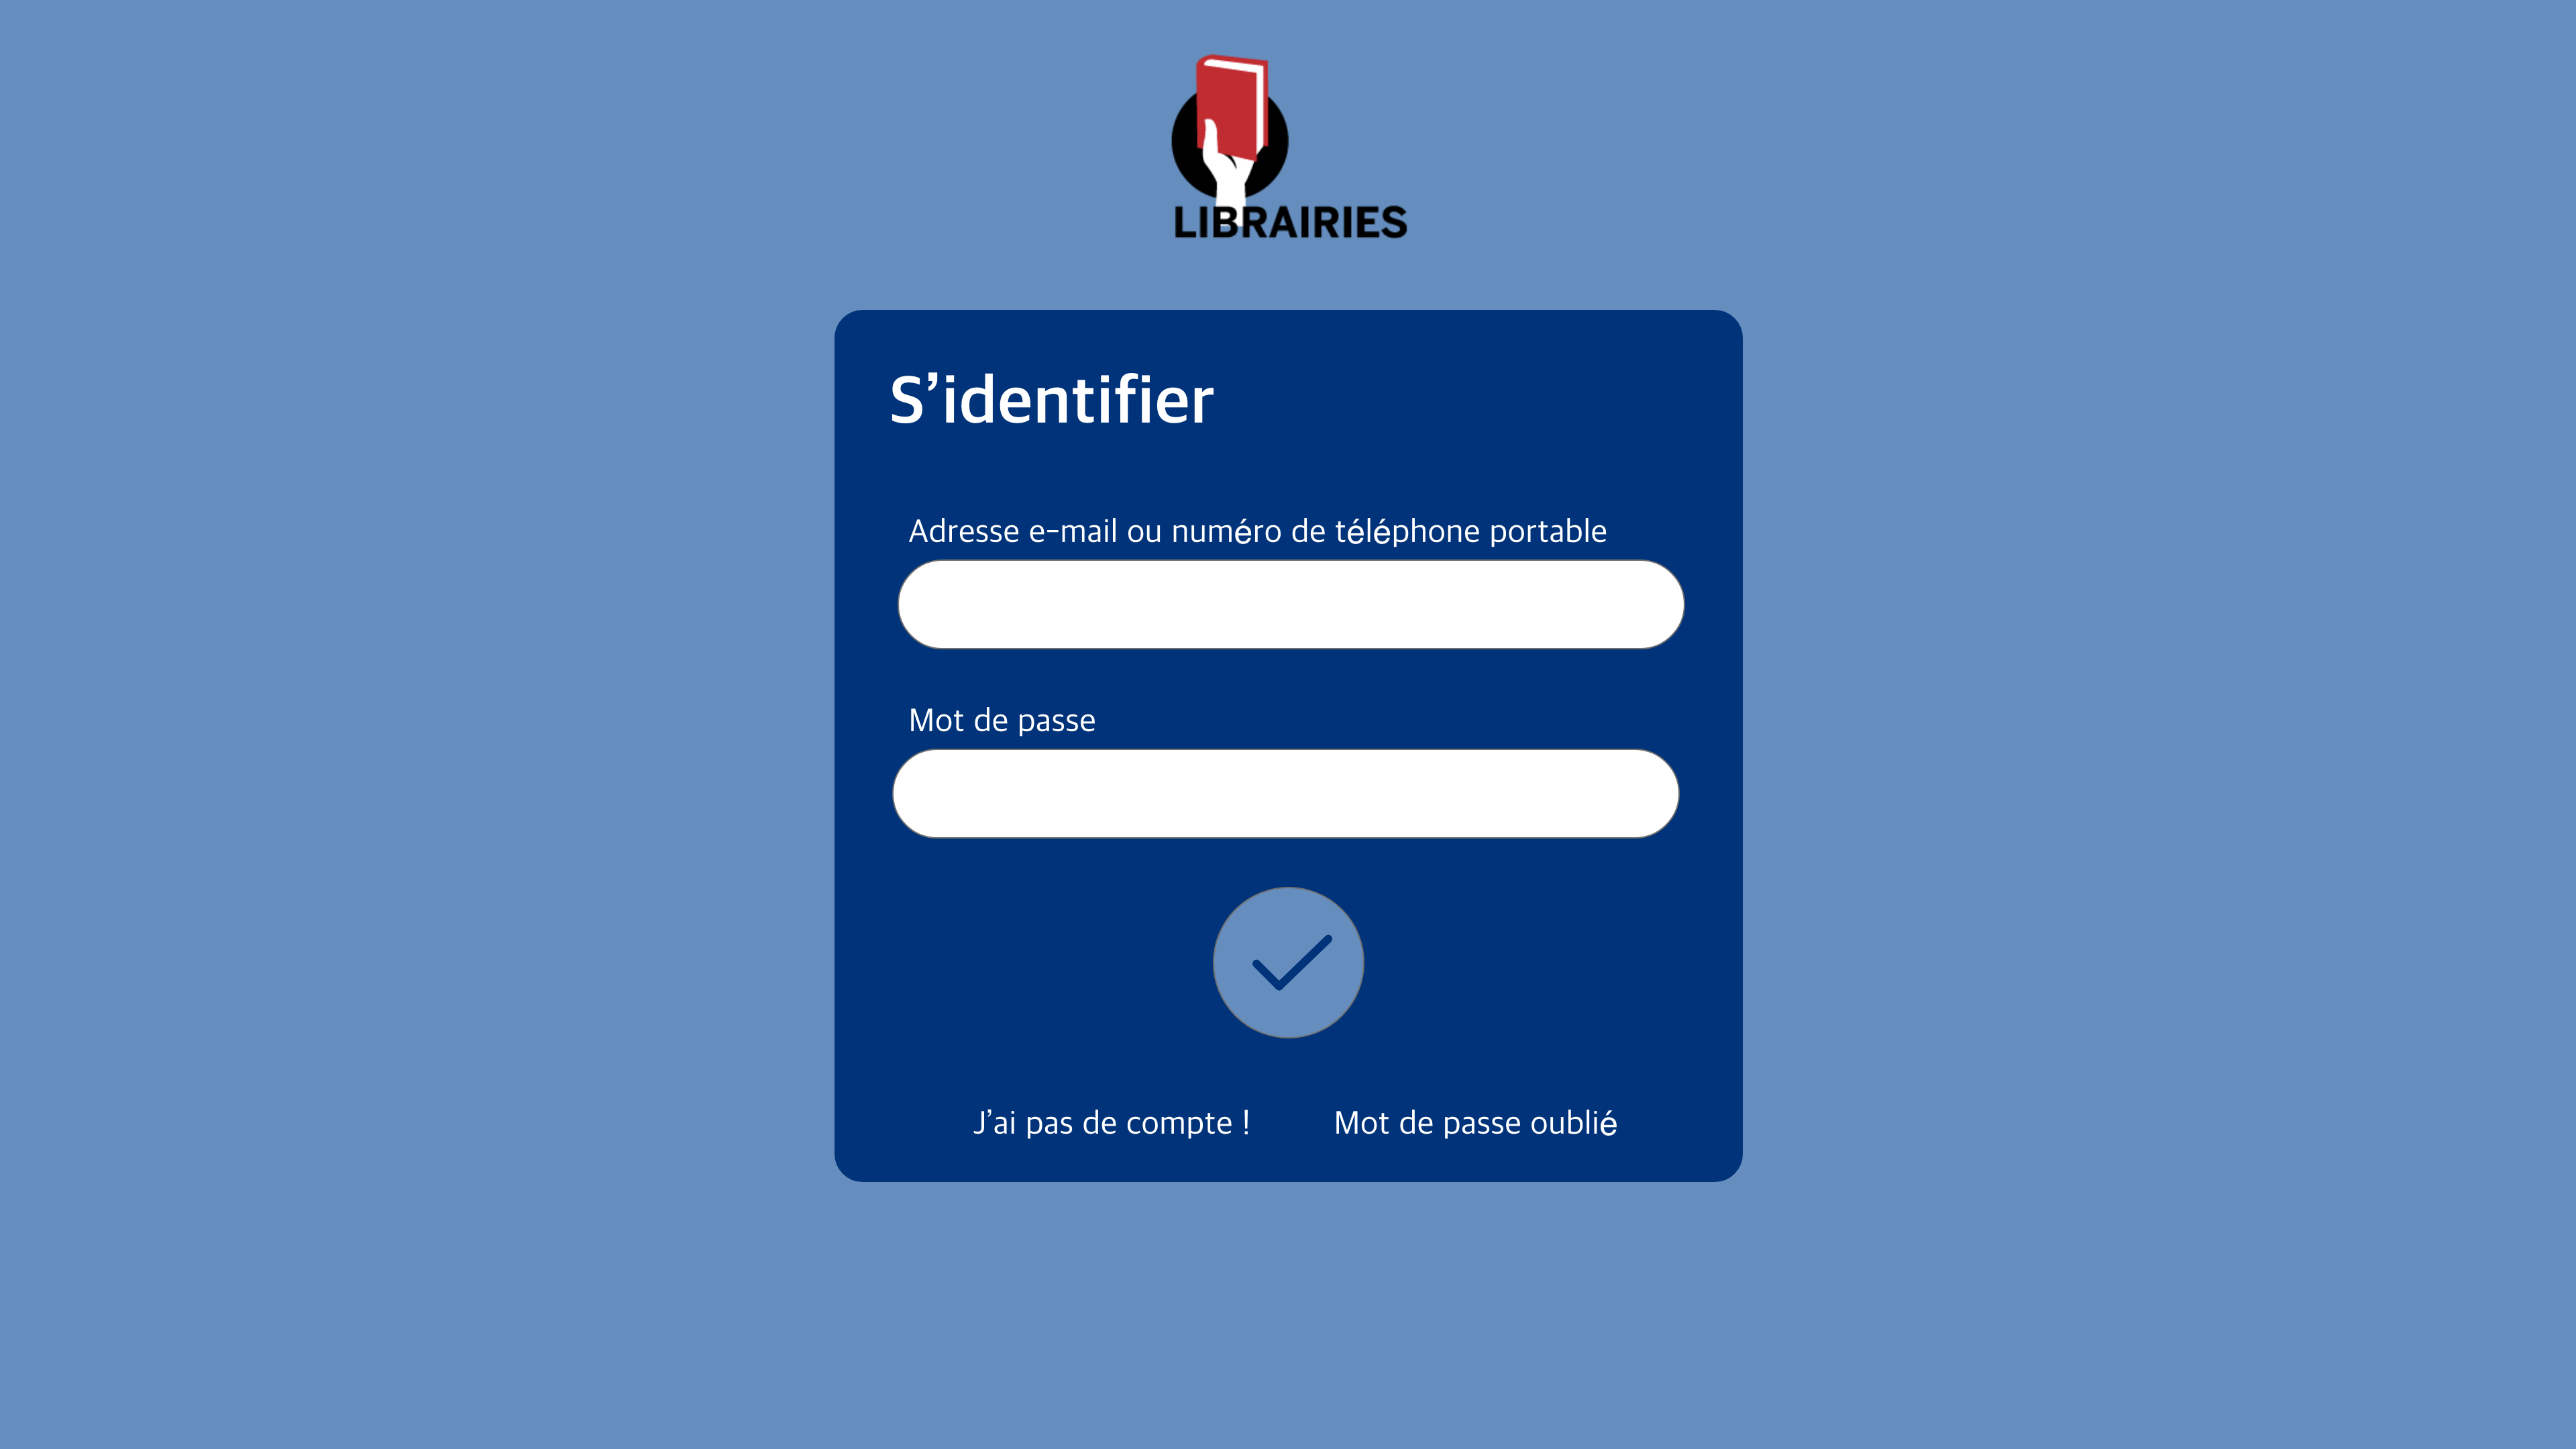 LIBRAIRIES
S’identifier
Adresse e-mail ou numéro de téléphone portable
Mot de passe
J’ai pas de compte !
Mot de passe oublié